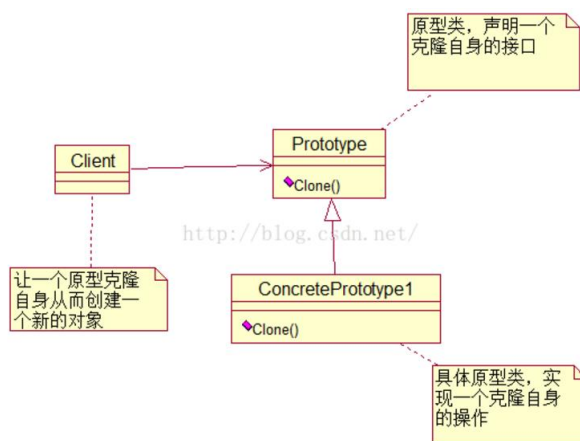 原型类，声明一个
克隆自身的接口
Prototype
Clone()
Client
http://blog.csdn.net/
让一个原型克隆
自身从而创建一
个新的对象
ConcretePrototype1
Clone()
具体原型类，实
现一个克隆自身
的操作